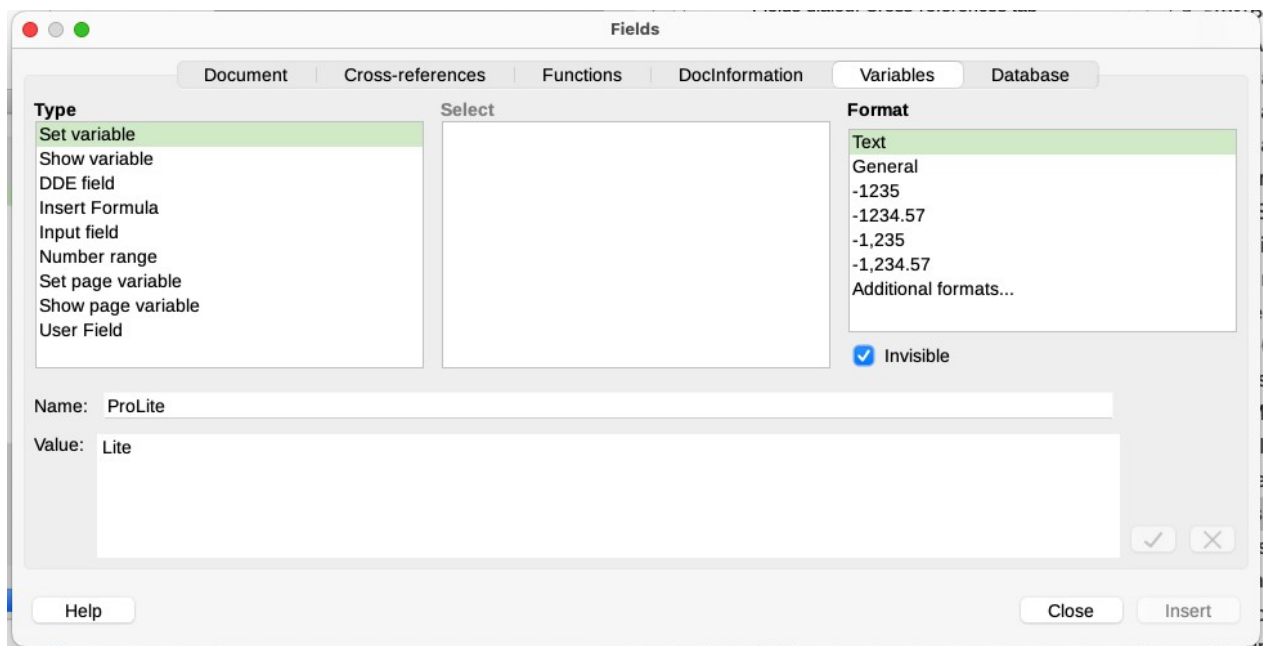 Fields
Document Cross-references Functions DocInformation Variables Database
Type
Set variable
Show variable
DDE field
Insert Formula
Input field
Number range
Set page variable
Show page variable
User Field
Select
Format
Text
General
-1235
-1234.57
-1,235
-1,234.57
Additional formats...
Invisible
Name: ProLite
Value: Lite
Help Close Insert